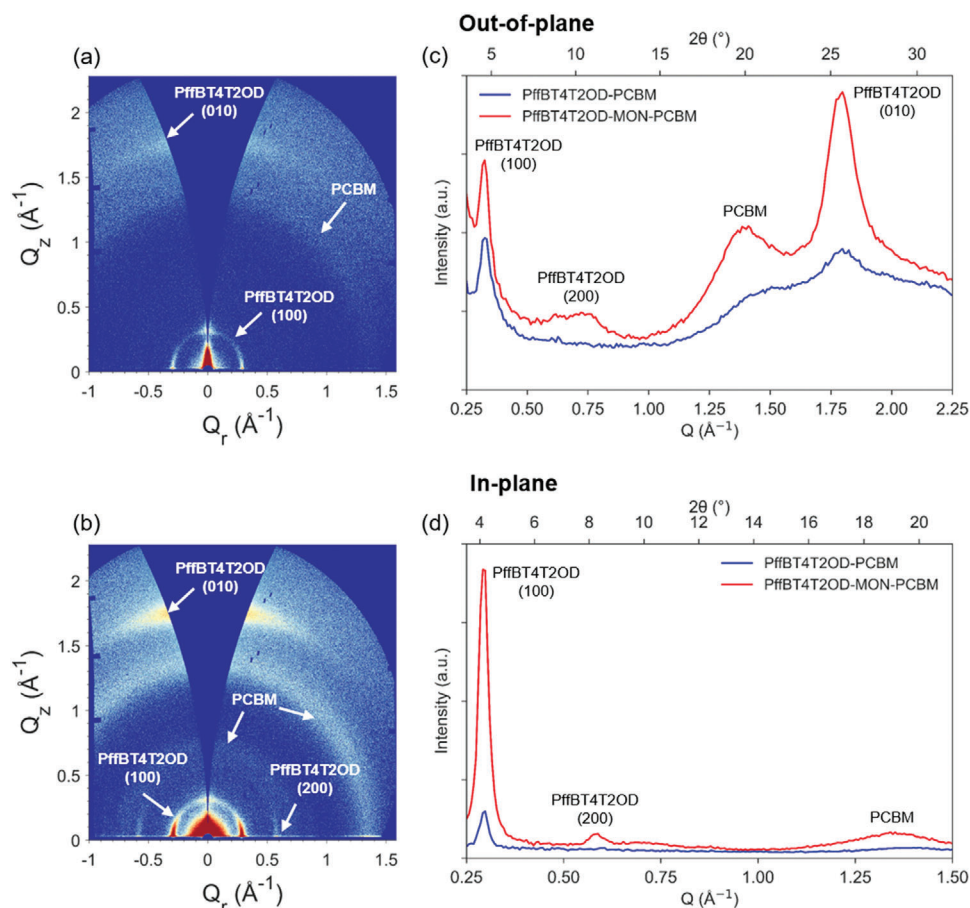 Out-of-plane
(a)
PffBT4T2OD
(010)
PCBM
PffBT4T2OD
(100)
2
1.5
1
0.5
0
-1
-0.5
0
0.5
1
1.5
Q_z (Å⁻¹)
Q_r (Å⁻¹)
(c)
2θ (°)
5 10 15 20 25 30
PffBT4T2OD-PCBM
PffBT4T2OD-MON-PCBM
PffBT4T2OD
(100)
PffBT4T2OD
(200)
PCBM
PffBT4T2OD
(010)
Intensity (a.u.)
0.25 0.50 0.75 1.00 1.25 1.50 1.75 2.00 2.25
Q (Å⁻¹)
In-plane
(b)
PffBT4T2OD
(010)
PCBM
PffBT4T2OD
(100)
PffBT4T2OD
(200)
2
1.5
1
0.5
0
-1 -0.5 0 0.5 1 1.5
Q_z (Å⁻¹)
Q_r (Å⁻¹)
(d)
2θ (°)
4 6 8 10 12 14 16 18 20
PffBT4T2OD-PCBM
PffBT4T2OD-MON-PCBM
PffBT4T2OD
(100)
PffBT4T2OD
(200)
PCBM
Intensity (a.u.)
0.25 0.50 0.75 1.00 1.25 1.50
Q (Å⁻¹)